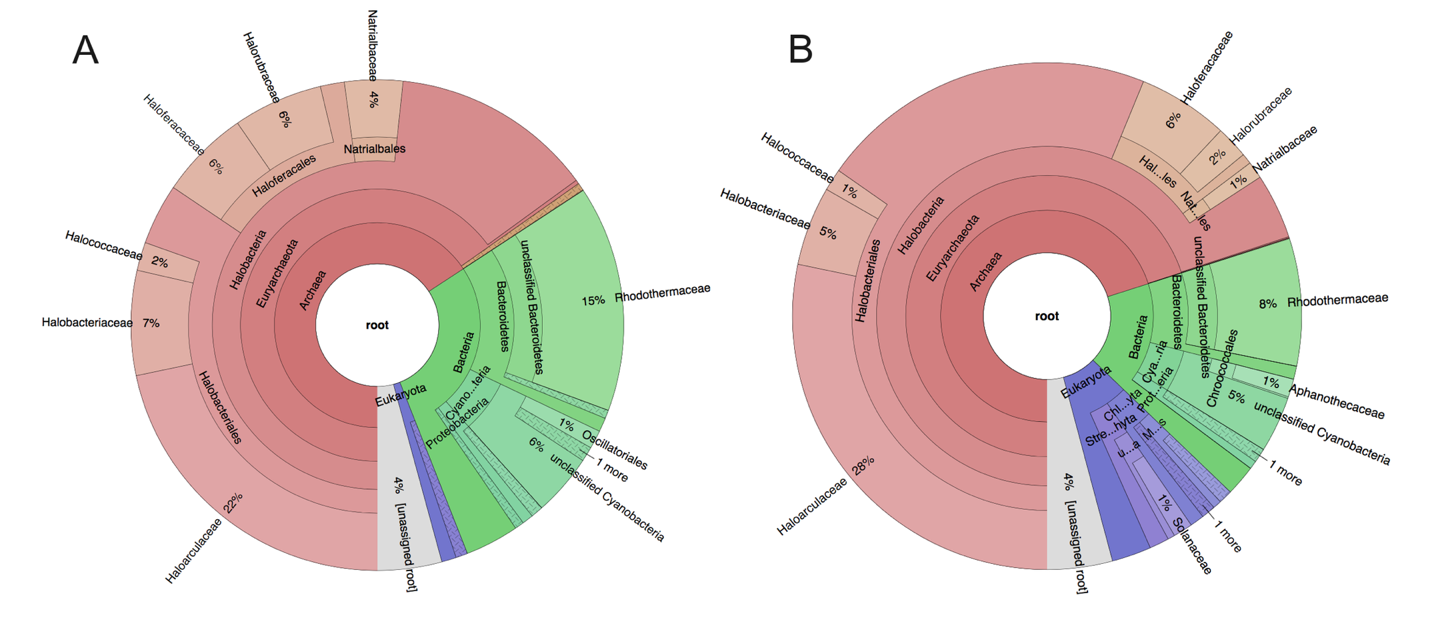 A
Natrialbaceae
4%
Halorubraceae
6%
Haloferacaceae
6%
Haloferacales
Natrialbales
Halococcaceae
2%
Halobacteriaceae
7%
Halobacteria
Euryarchaeota
Archaea
root
Halobacteriales
Haloarculaceae
22%
Bacteria
Bacteroidetes
unclassified Bacteroidetes
15%
Rhodothermaceae
Cyano...teria
Proteobacteria
1%
Oscillatoriales
1 more
6%
unclassified Cyanobacteria
Eukaryota
4%
[unassigned root]
B
Haloferacaceae
6%
Halorubraceae
2%
Natrialbaceae
1%
Hal...les
Nat...les
Halococcaceae
1%
Halobacteriaceae
5%
Halobacteriales
Halobacteria
Euryarchaeota
Archaea
root
Haloarculaceae
28%
Bacteria
Bacteroidetes
unclassified Bacteroidetes
8%
Rhodothermaceae
Cya...ria
Prot...eria
Chroococcales
1%
Aphanothecaceae
5%
unclassified Cyanobacteria
1 more
Eukaryota
Chl...yta
Stre...hyta
M...s
u...a
1%
Solanaceae
1 more
4%
[unassigned root]